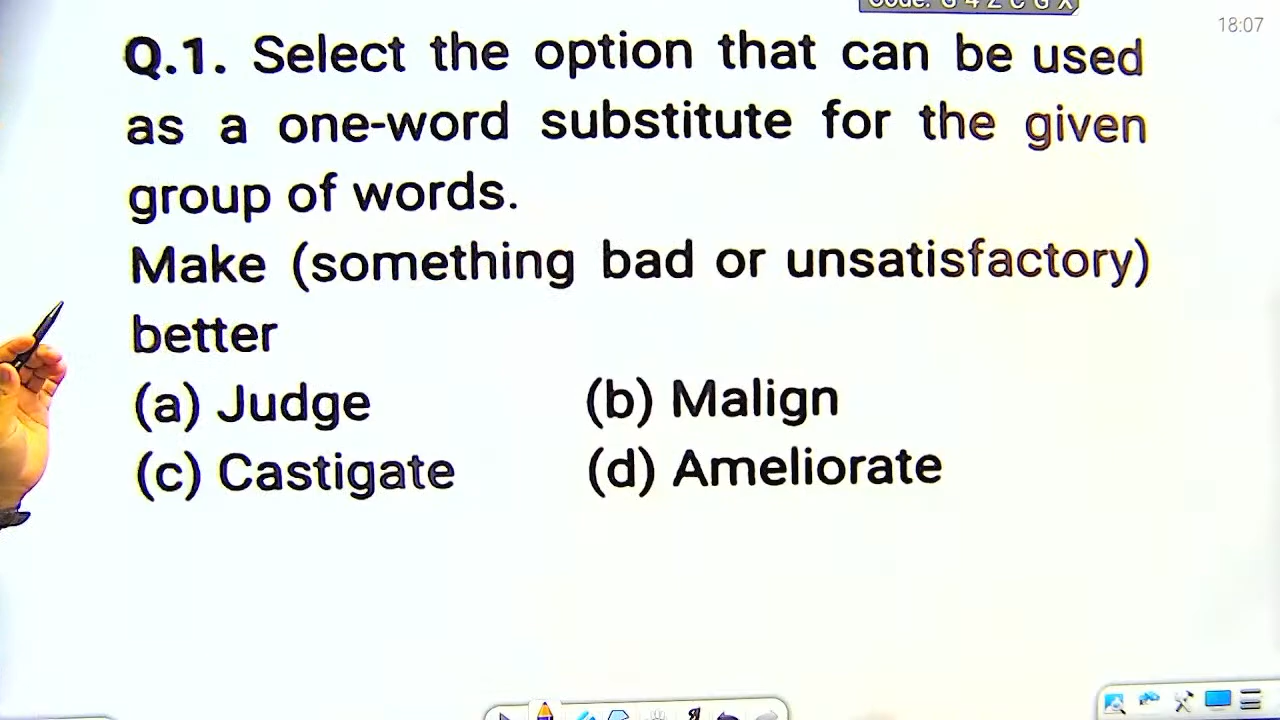 18:07
Q.1. Select the option that can be used
as a one-word substitute for the given
group of words.
Make (something bad or unsatisfactory)
better
(a) Judge (b) Malign
(c) Castigate (d) Ameliorate